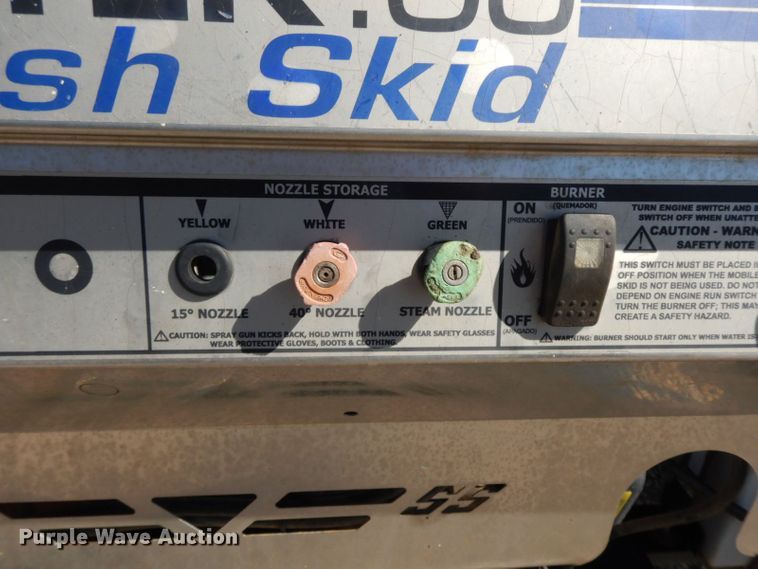 .co
sh Skid
NOZZLE STORAGE
YELLOW
WHITE
GREEN
15° NOZZLE
40° NOZZLE
STEAM NOZZLE
CAUTION: SPRAY GUN KICKS BACK, HOLD WITH BOTH HANDS, WEAR SAFETY GLASSES
WEAR PROTECTIVE GLOVES, BOOTS & CLOTHING
BURNER
(QUEMADOR)
ON
(PRENDIDO)
OFF
(APAGADO)
TURN ENGINE SWITCH AND B
SWITCH OFF WHEN UNATTE
CAUTION - WARN
SAFETY NOTE
THIS SWITCH MUST BE PLACED I
OFF POSITION WHEN THE MOBILE
SKID IS NOT BEING USED. DO NO
DEPEND ON ENGINE RUN SWITCH
TURN THE BURNER OFF; THIS MAY
CREATE A SAFETY HAZARD.
WARNING: BURNER SHOULD START ONLY WHEN WATER IS
SS
Purple Wave Auction